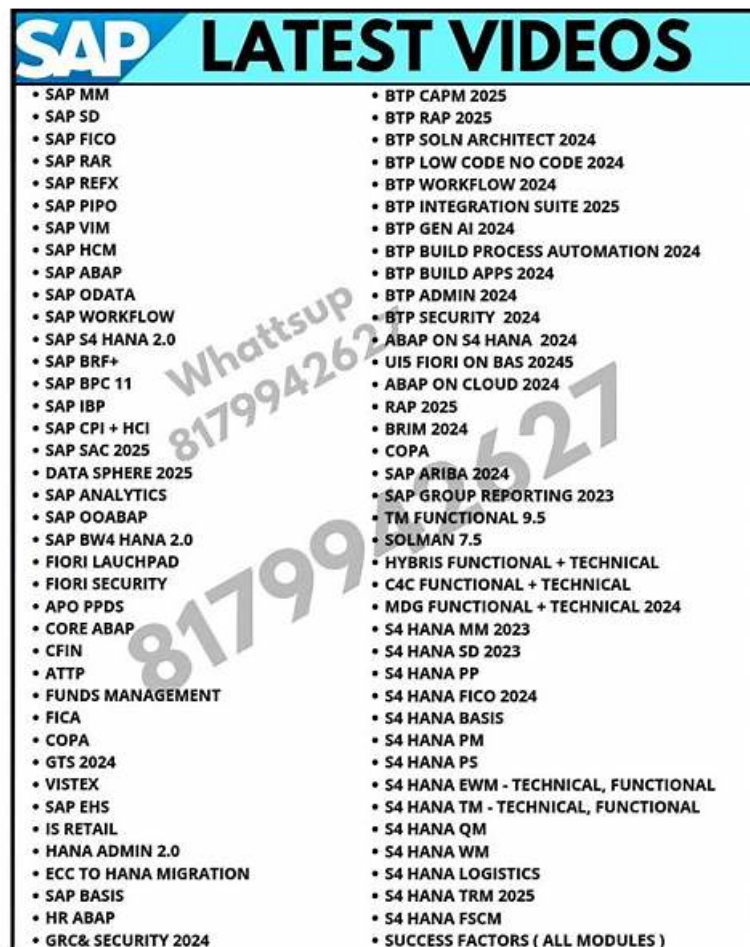 SAP LATEST VIDEOS
• SAP MM
• SAP SD
• SAP FICO
• SAP RAR
• SAP REFX
• SAP PIPO
• SAP VIM
• SAP HCM
• SAP ABAP
• SAP ODATA
• SAP WORKFLOW
• SAP S4 HANA 2.0
• SAP BRF+
• SAP BPC 11
• SAP IBP
• SAP CPI + HCI
• SAP SAC 2025
• DATA SPHERE 2025
• SAP ANALYTICS
• SAP OOABAP
• SAP BW4 HANA 2.0
• FIORI LAUCHPAD
• FIORI SECURITY
• APO PPDS
• CORE ABAP
• CFIN
• ATTP
• FUNDS MANAGEMENT
• FICA
• COPA
• GTS 2024
• VISTEX
• SAP EHS
• IS RETAIL
• HANA ADMIN 2.0
• ECC TO HANA MIGRATION
• SAP BASIS
• HR ABAP
• GRC& SECURITY 2024
• BTP CAPM 2025
• BTP RAP 2025
• BTP SOLN ARCHITECT 2024
• BTP LOW CODE NO CODE 2024
• BTP WORKFLOW 2024
• BTP INTEGRATION SUITE 2025
• BTP GEN AI 2024
• BTP BUILD PROCESS AUTOMATION 2024
• BTP BUILD APPS 2024
• BTP ADMIN 2024
• BTP SECURITY 2024
• ABAP ON S4 HANA 2024
• UI5 FIORI ON BAS 20245
• ABAP ON CLOUD 2024
• RAP 2025
• BRIM 2024
• COPA
• SAP ARIBA 2024
• SAP GROUP REPORTING 2023
• TM FUNCTIONAL 9.5
• SOLMAN 7.5
• HYBRIS FUNCTIONAL + TECHNICAL
• C4C FUNCTIONAL + TECHNICAL
• MDG FUNCTIONAL + TECHNICAL 2024
• S4 HANA MM 2023
• S4 HANA SD 2023
• S4 HANA PP
• S4 HANA FICO 2024
• S4 HANA BASIS
• S4 HANA PM
• S4 HANA PS
• S4 HANA EWM - TECHNICAL, FUNCTIONAL
• S4 HANA TM - TECHNICAL, FUNCTIONAL
• S4 HANA QM
• S4 HANA WM
• S4 HANA LOGISTICS
• S4 HANA TRM 2025
• S4 HANA FSCM
• SUCCESS FACTORS ( ALL MODULES )
Whattsup
8179942627
8179942627